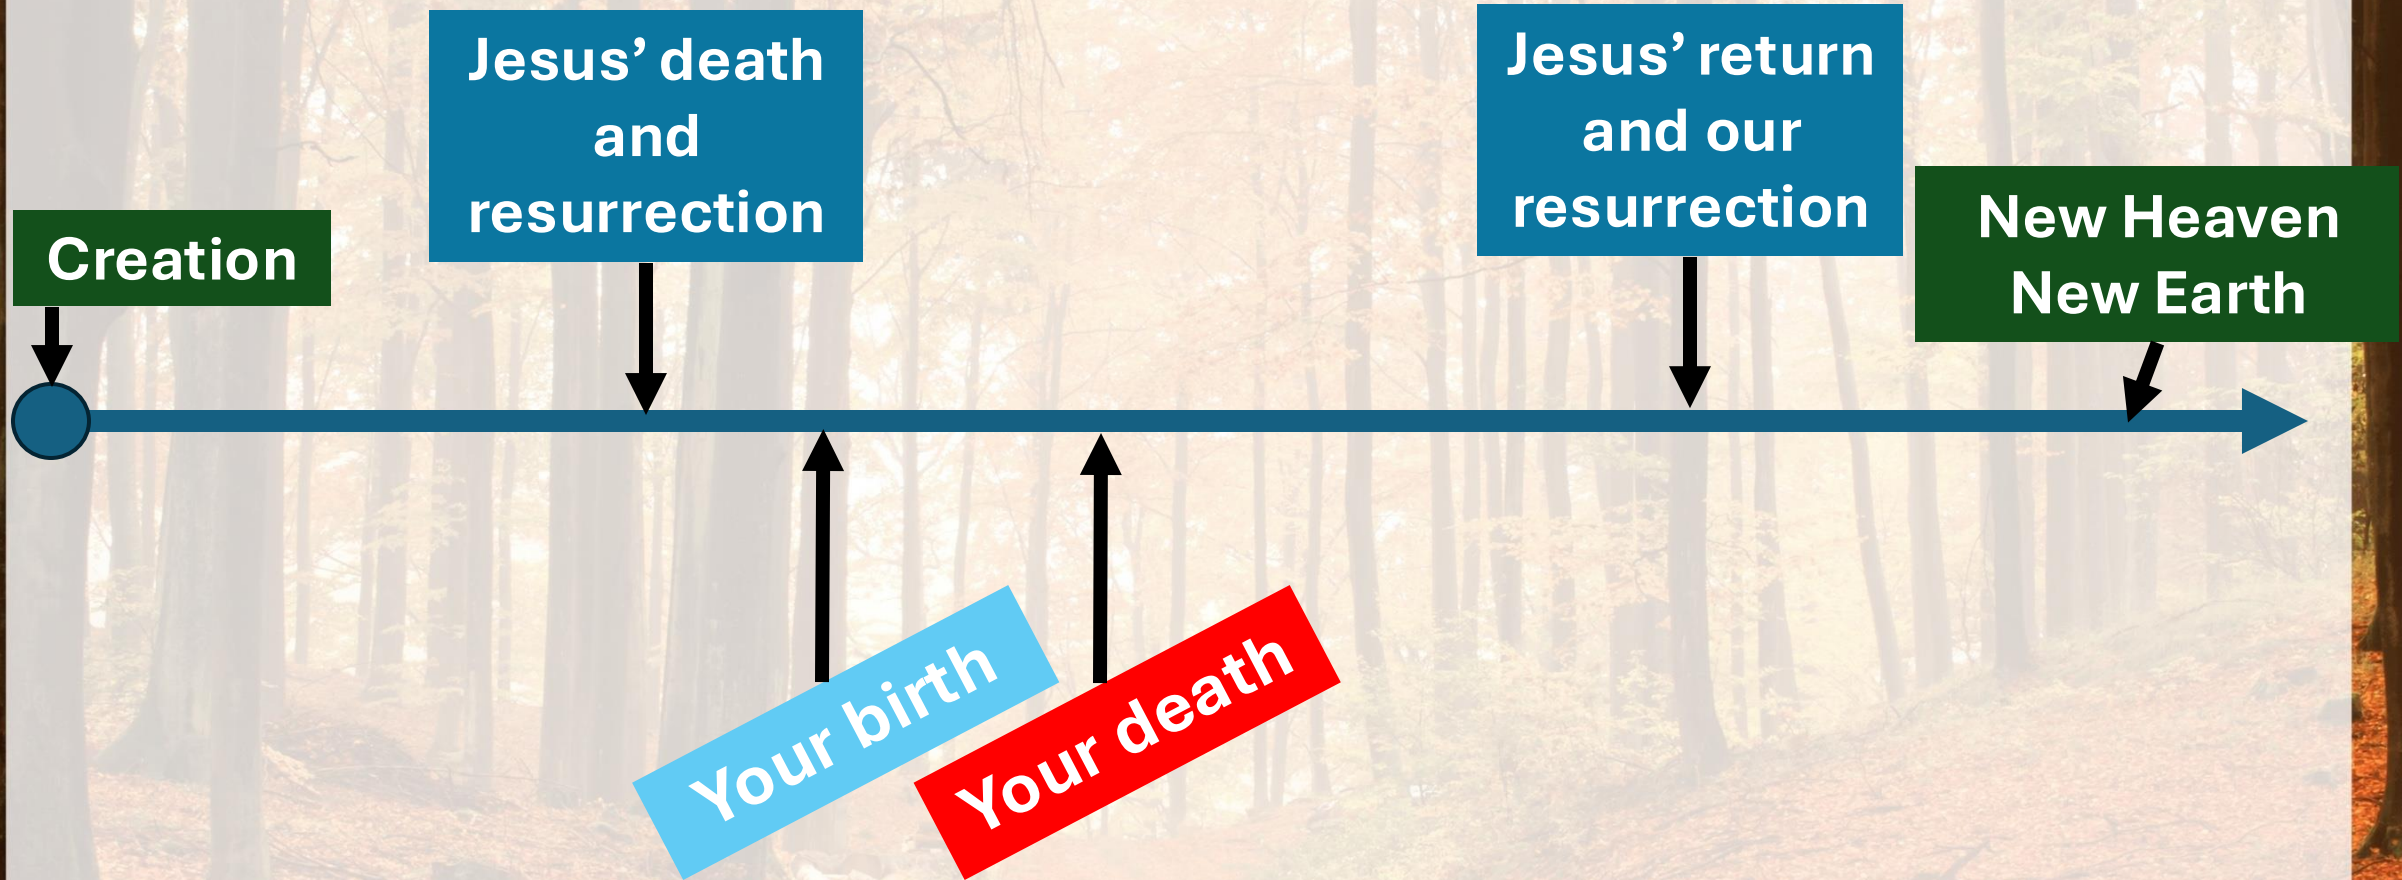 Creation
Jesus’ death
and
resurrection
Jesus’ return
and our
resurrection
New Heaven
New Earth
Your birth
Your death